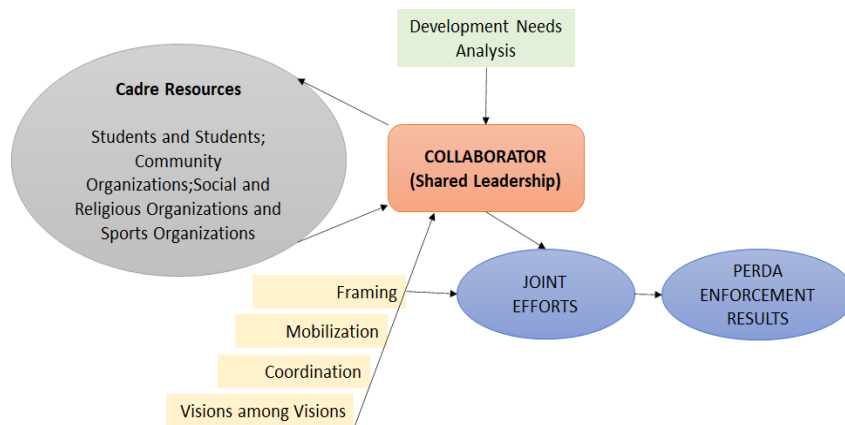 Development Needs
Analysis
Cadre Resources
Students and Students;
Community
Organizations;Social and
Religious Organizations and
Sports Organizations
COLLABORATOR
(Shared Leadership)
Framing
Mobilization
Coordination
Visions among Visions
JOINT
EFFORTS
PERDA
ENFORCEMENT
RESULTS